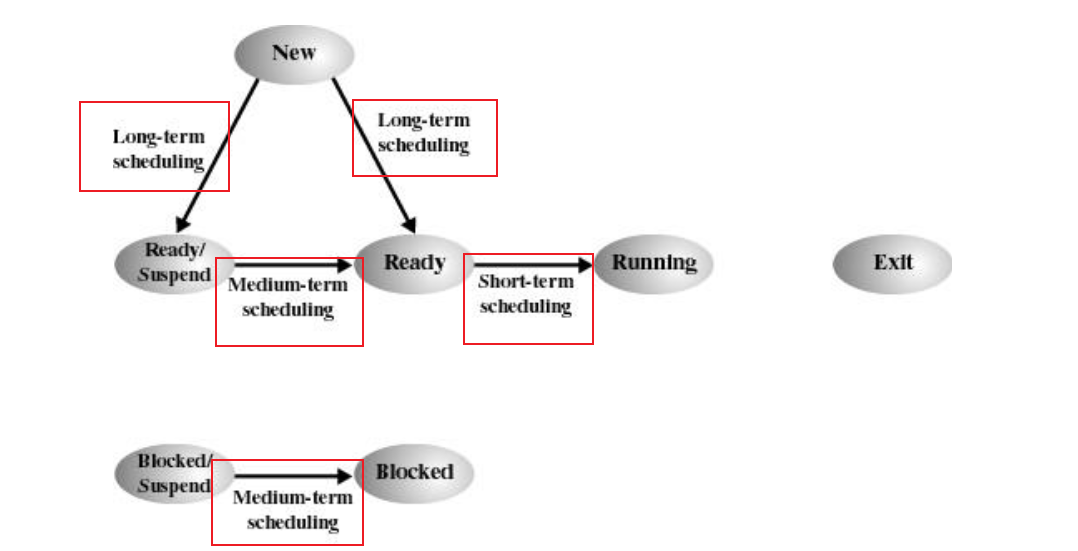 New
Long-term
scheduling
Long-term
scheduling
Ready/
Suspend
Medium-term
scheduling
Ready
Short-term
scheduling
Running
Exit
Blocked/
Suspend
Medium-term
scheduling
Blocked